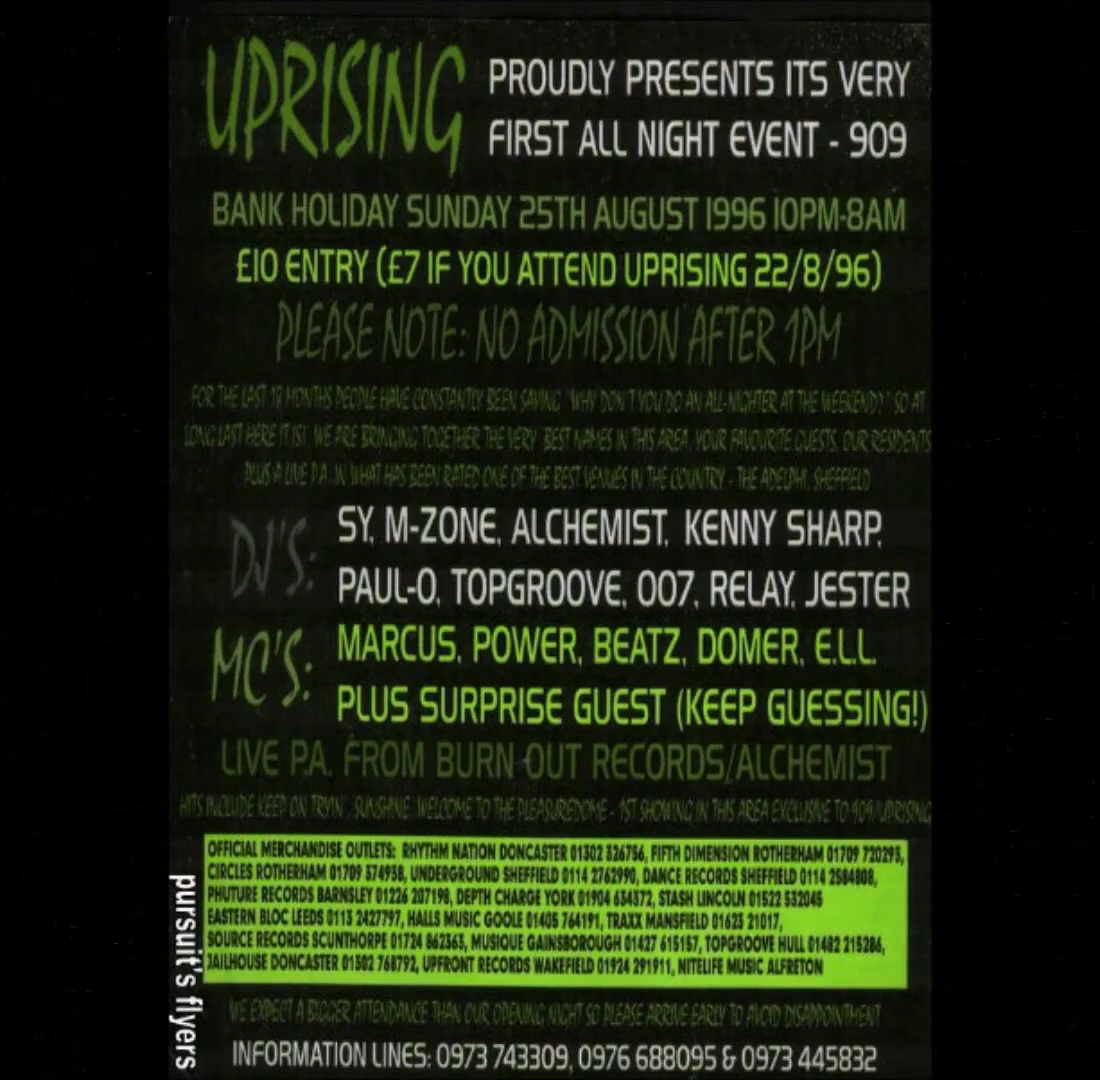 UPRISING
PROUDLY PRESENTS ITS VERY
FIRST ALL NIGHT EVENT - 909
BANK HOLIDAY SUNDAY 25TH AUGUST 1996 10PM-8AM
£10 ENTRY (£7 IF YOU ATTEND UPRISING 22/8/96)
PLEASE NOTE: NO ADMISSION AFTER 1PM
FOR THE LAST 18 MONTHS PEOPLE HAVE CONSTANTLY BEEN SAYING "WHY DON'T YOU DO AN ALL-NIGHTER AT THE WEEKEND?" SO AT
LONG LAST HERE IT IS! WE ARE BRINGING TOGETHER THE VERY BEST NAMES IN THIS AREA, YOUR FAVOURITE GUESTS, OUR RESIDENTS
PLUS A LIVE P.A. IN WHAT HAS BEEN RATED ONE OF THE BEST VENUES IN THE COUNTRY - THE ADELPHI, SHEFFIELD
DJ'S: SY, M-ZONE, ALCHEMIST, KENNY SHARP,
PAUL-O, TOPGROOVE, 007, RELAY, JESTER
MC'S: MARCUS, POWER, BEATZ, DOMER, E.L.L.
PLUS SURPRISE GUEST (KEEP GUESSING!)
LIVE P.A. FROM BURN OUT RECORDS/ALCHEMIST
HITS INCLUDE KEEP ON TRYIN', SUNSHINE, WELCOME TO THE PLEASUREDOME - 1ST SHOWING IN THIS AREA EXCLUSIVE TO 909/UPRISING
OFFICIAL MERCHANDISE OUTLETS: RHYTHM NATION DONCASTER 01302 326756, FIFTH DIMENSION ROTHERHAM 01709 720293,
CIRCLES ROTHERHAM 01709 374938, UNDERGROUND SHEFFIELD 0114 2762990, DANCE RECORDS SHEFFIELD 0114 2584808,
PHUTURE RECORDS BARNSLEY 01226 207198, DEPTH CHARGE YORK 01904 634372, STASH LINCOLN 01522 532045
EASTERN BLOC LEEDS 0113 2427797, HALLS MUSIC GOOLE 01405 764191, TRAXX MANSFIELD 01623 21017,
SOURCE RECORDS SCUNTHORPE 01724 862363, MUSIQUE GAINSBOROUGH 01427 615157, TOPGROOVE HULL 01482 215286,
JAILHOUSE DONCASTER 01302 768792, UPFRONT RECORDS WAKEFIELD 01924 291911, NITELIFE MUSIC ALFRETON
WE EXPECT A BIGGER ATTENDANCE THAN OUR OPENING NIGHT SO PLEASE ARRIVE EARLY TO AVOID DISAPPOINTMENT
INFORMATION LINES: 0973 743309, 0976 688095 & 0973 445832
pursuit's flyers